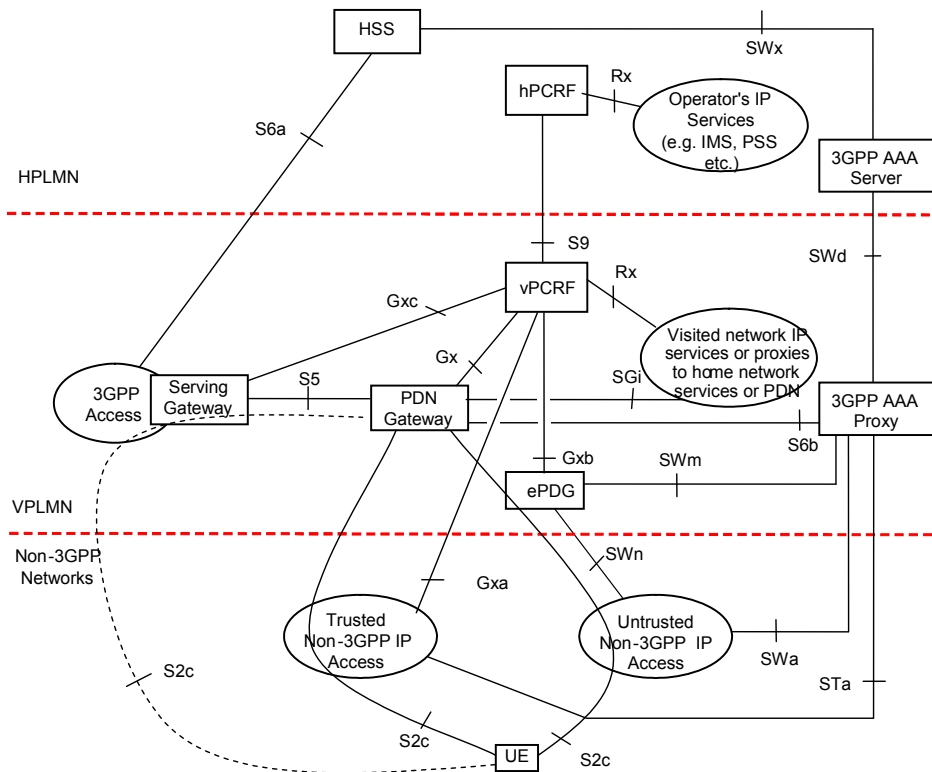 HSS
SWx
Rx
hPCRF
Operator's IP
Services
(e.g. IMS, PSS
etc.)
S6a
3GPP AAA
Server
HPLMN
S9
SWd
vPCRF
Rx
Gxc
Visited network IP
services or proxies
to home network
services or PDN
Gx
SGi
S5
3GPP
Access
Serving
Gateway
PDN
Gateway
3GPP AAA
Proxy
S6b
Gxb
SWm
ePDG
VPLMN
Non-3GPP
Networks
SWn
Gxa
Trusted
Non-3GPP IP
Access
Untrusted
Non-3GPP IP
Access
SWa
S2c
STa
S2c
UE
S2c